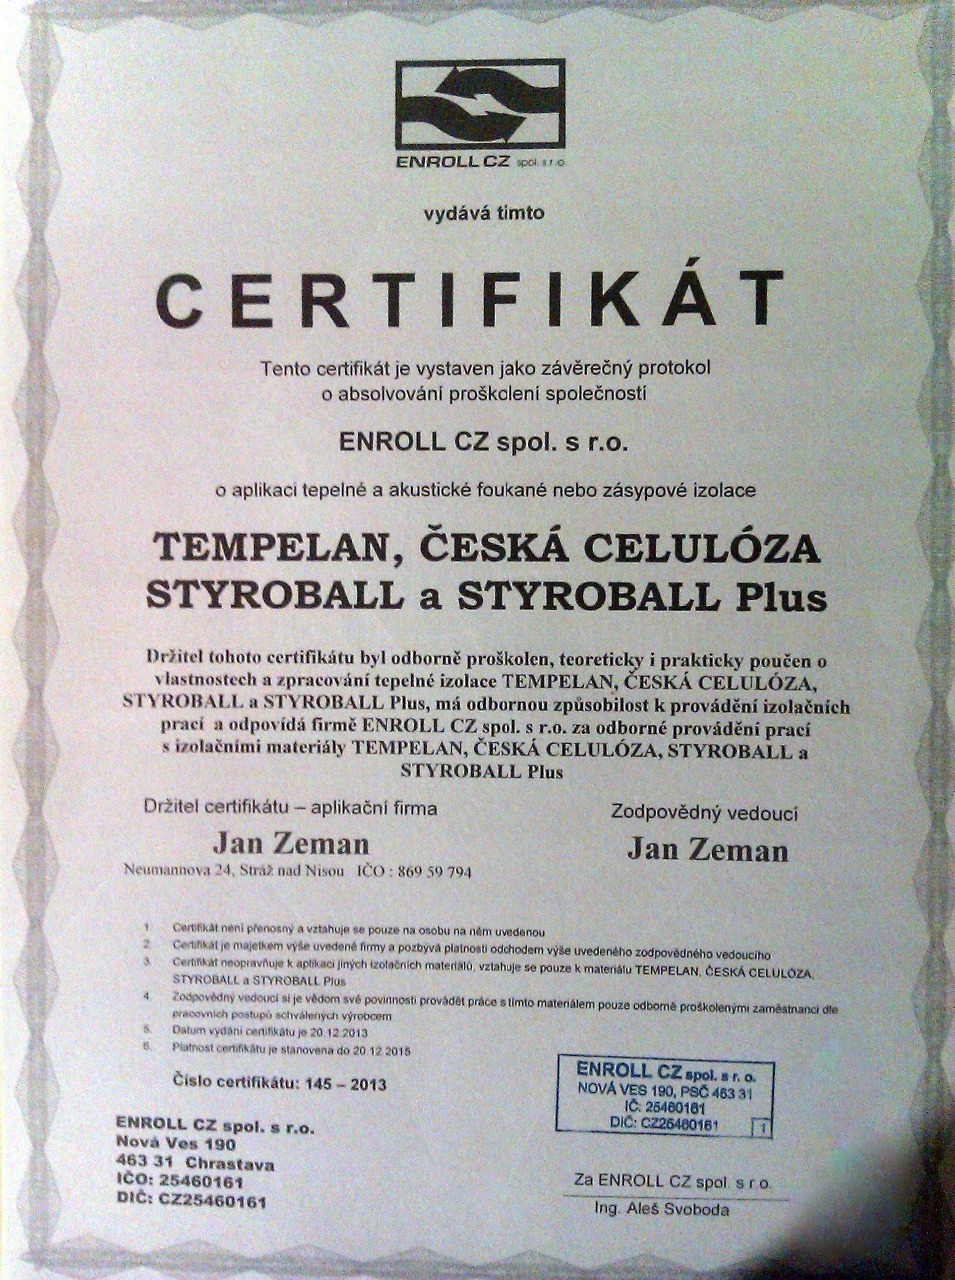 ENROLL CZ spol. s r.o.
vydává tímto
CERTIFIKÁT
Tento certifikát je vystaven jako závěrečný protokol
o absolvování proškolení společností
ENROLL CZ spol. s r.o.
o aplikaci tepelné a akustické foukané nebo zásypové izolace
TEMPELAN, ČESKÁ CELULÓZA
STYROBALL a STYROBALL Plus
Držitel tohoto certifikátu byl odborně proškolen, teoreticky i prakticky poučen o
vlastnostech a zpracování tepelné izolace TEMPELAN, ČESKÁ CELULÓZA,
STYROBALL a STYROBALL Plus, má odbornou způsobilost k provádění izolačních
prací a odpovídá firmě ENROLL CZ spol. s r.o. za odborné provádění prací
s izolačními materiály TEMPELAN, ČESKÁ CELULÓZA, STYROBALL a
STYROBALL Plus
Držitel certifikátu – aplikační firma
Zodpovědný vedoucí
Jan Zeman
Jan Zeman
Neumannova 24, Stráž nad Nisou IČO : 869 59 794
1 Certifikát není přenosný a vztahuje se pouze na osobu na něm uvedenou
2 Certifikát je majetkem výše uvedené firmy a pozbývá platnosti odchodem výše uvedeného zodpovědného vedoucího
3 Certifikát neopravňuje k aplikaci jiných izolačních materiálů, vztahuje se pouze k materiálu TEMPELAN, ČESKÁ CELULÓZA,
STYROBALL a STYROBALL Plus
4. Zodpovědný vedoucí si je vědom své povinnosti provádět práce s tímto materiálem pouze odborně proškolenými zaměstnanci dle
pracovních postupů schválených výrobcem
5. Datum vydání certifikátu je 20.12.2013
6. Platnost certifikátu je stanovena do 20.12.2015
Číslo certifikátu: 145 – 2013
ENROLL CZ spol. s r. o.
NOVÁ VES 190, PSČ 463 31
IČ: 25460161
DIČ: CZ25460161
1
ENROLL CZ spol. s r.o.
Nová Ves 190
463 31 Chrastava
IČO: 25460161
DIČ: CZ25460161
Za ENROLL CZ spol. s r.o.
Ing. Aleš Svoboda